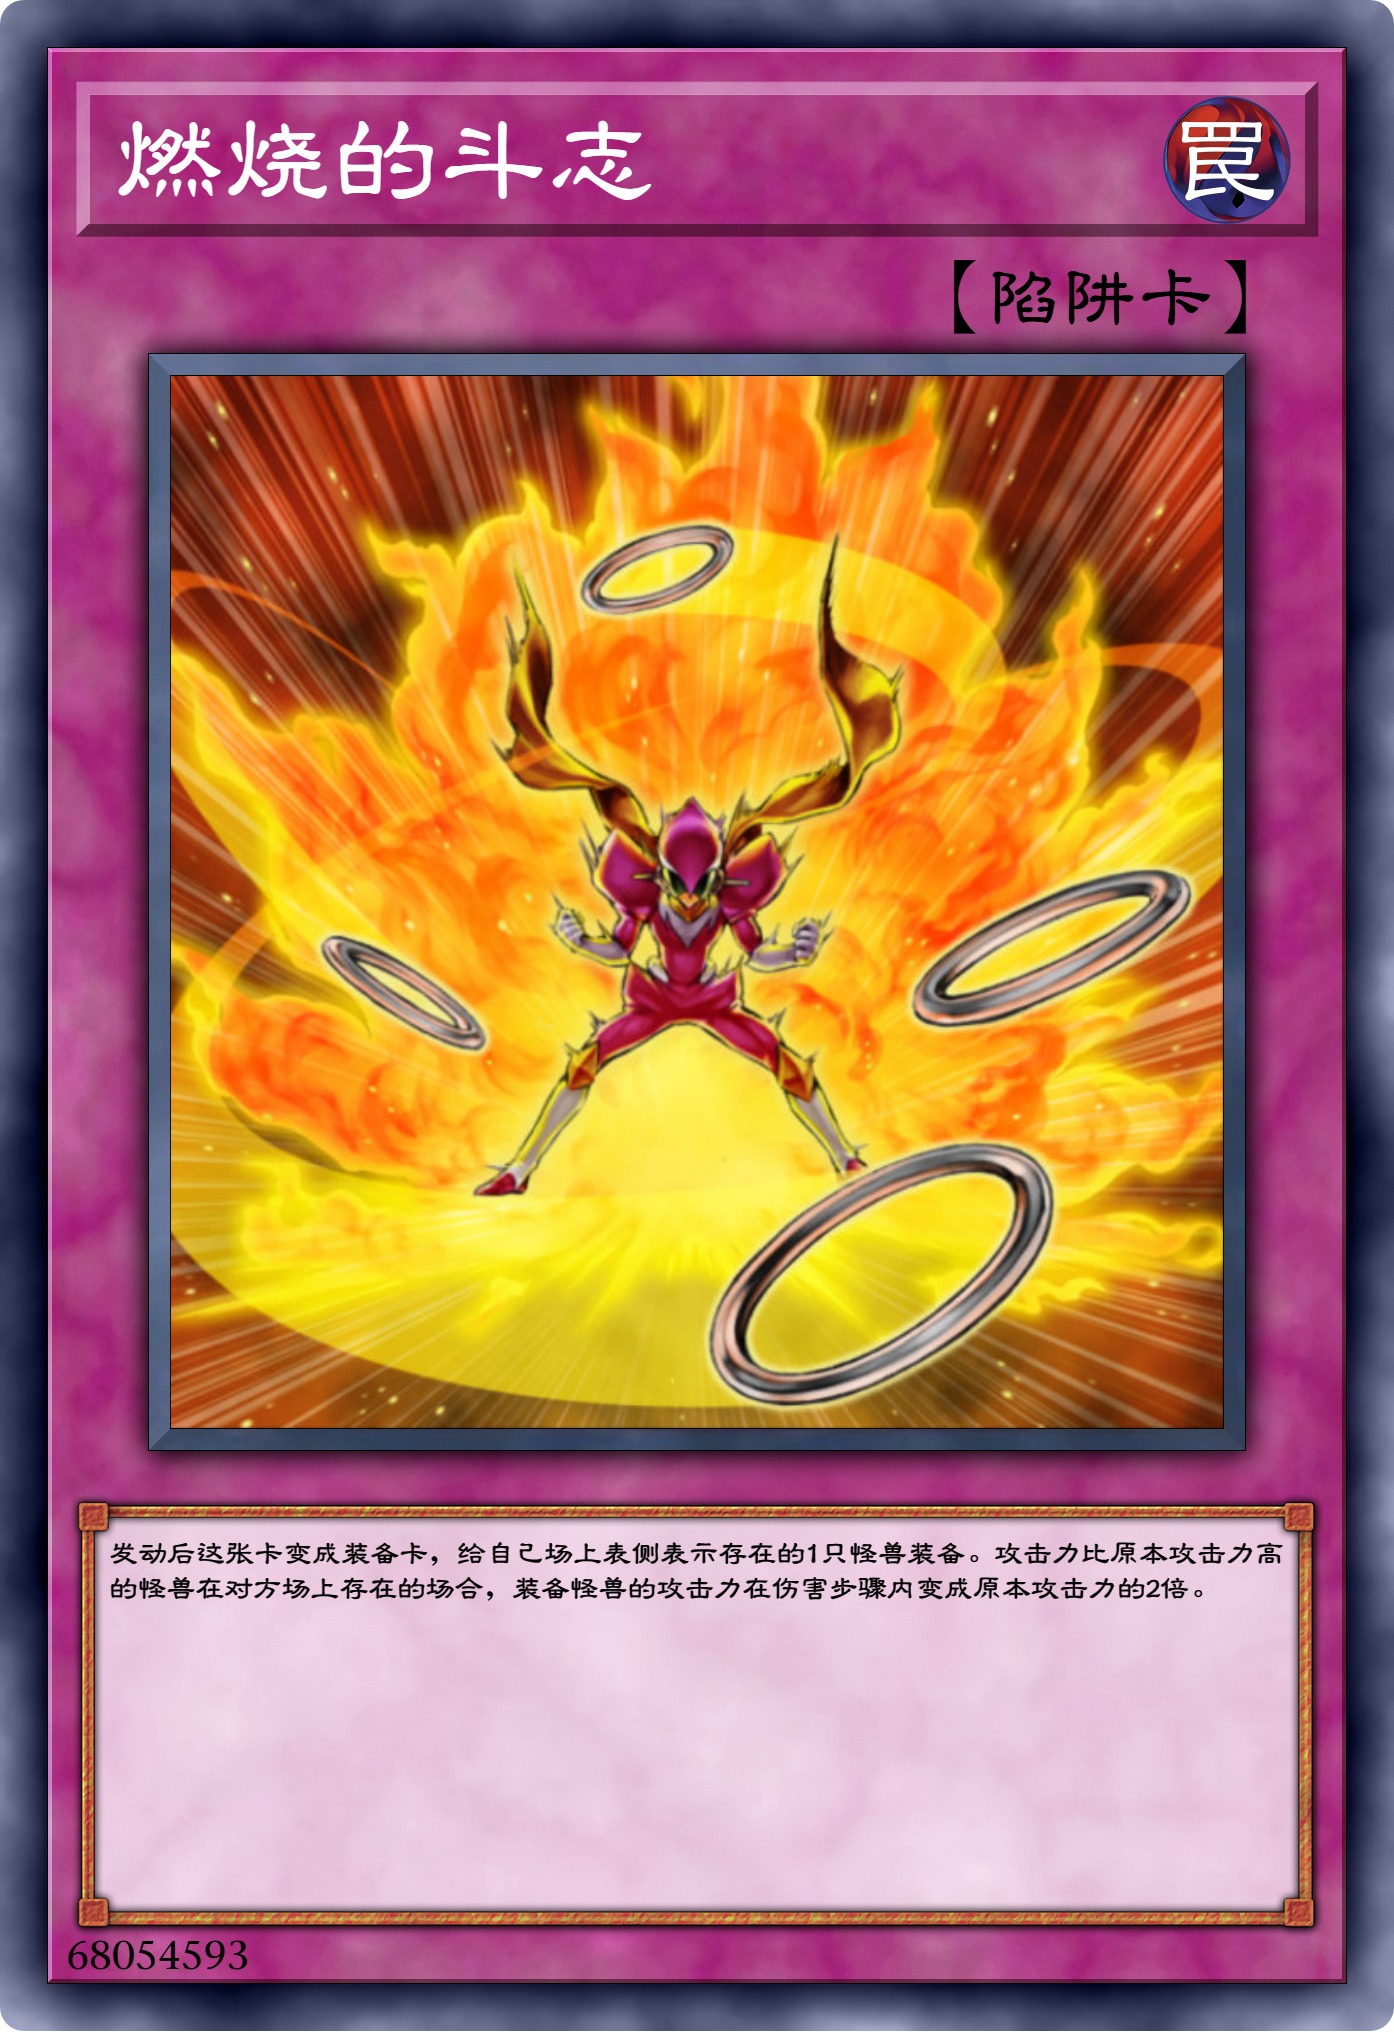 燃烧的斗志
罠
【陷阱卡】
发动后这张卡变成装备卡，给自己场上表侧表示存在的1只怪兽装备。攻击力比原本攻击力高
的怪兽在对方场上存在的场合，装备怪兽的攻击力在伤害步骤内变成原本攻击力的2倍。
68054593